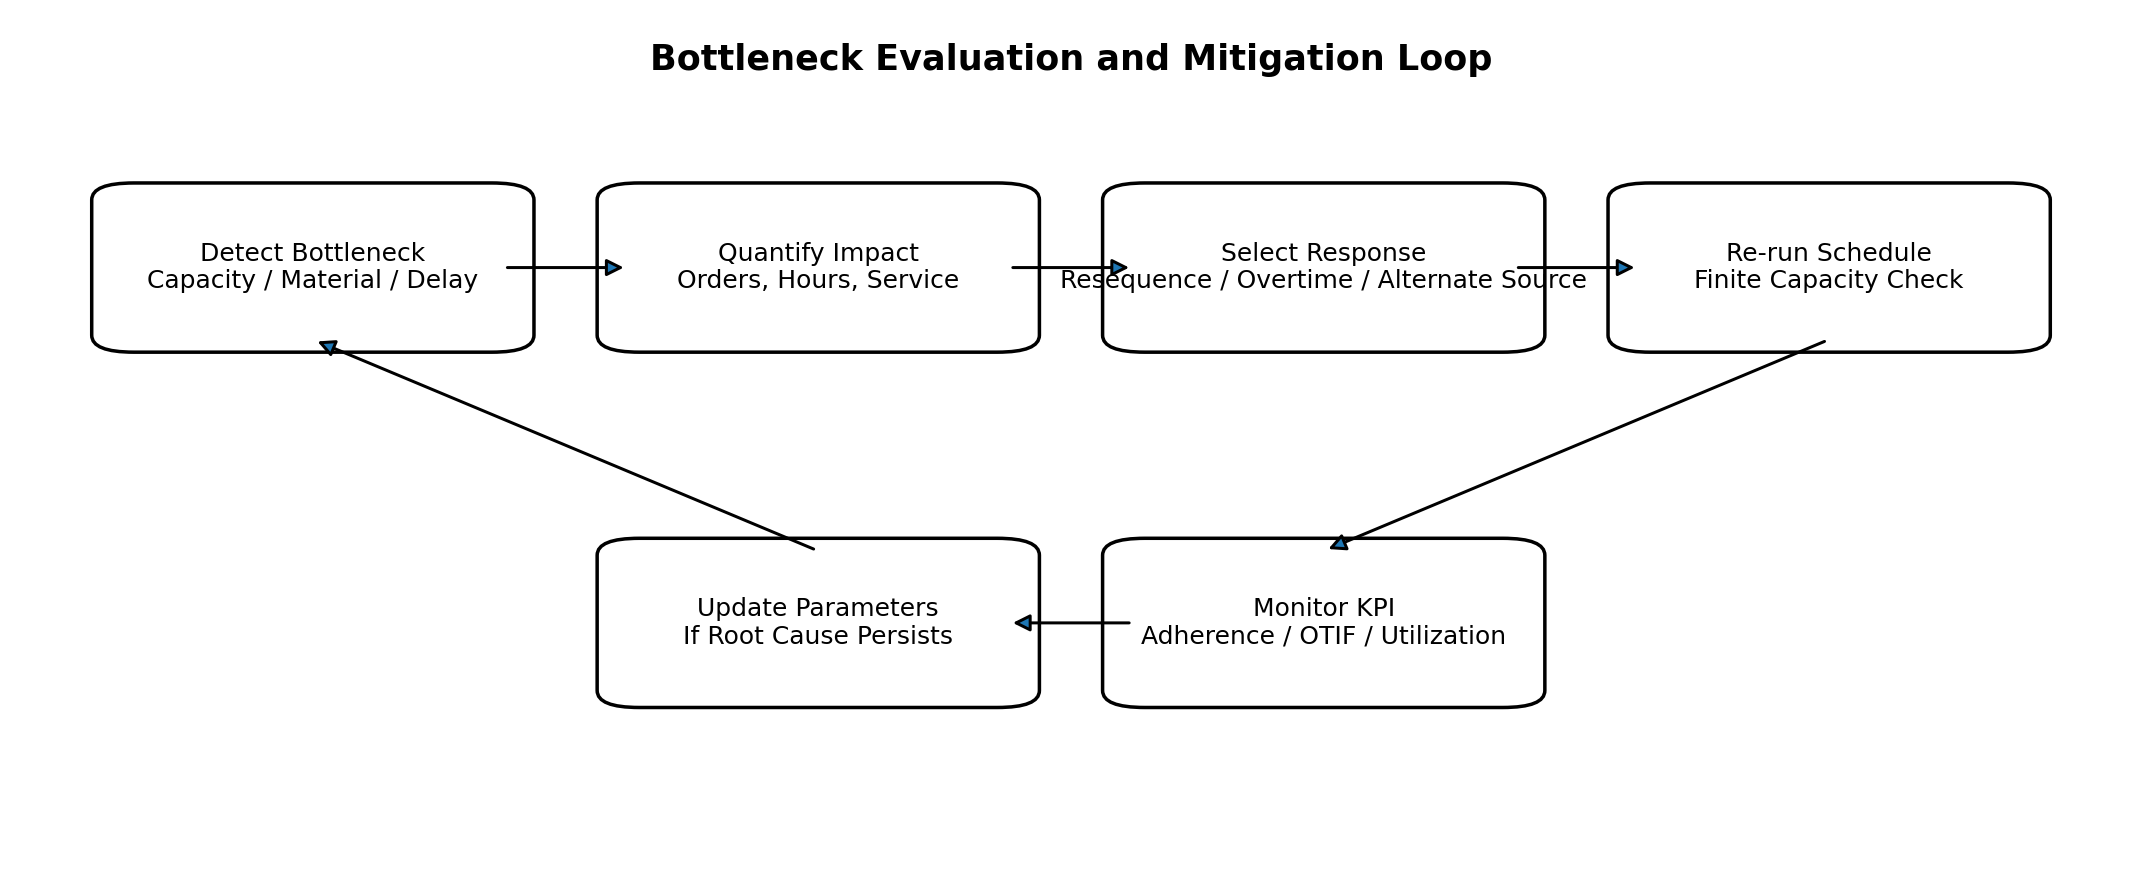 Bottleneck Evaluation and Mitigation Loop
Detect Bottleneck
Capacity / Material / Delay
Quantify Impact
Orders, Hours, Service
Select Response
Resequence / Overtime / Alternate Source
Re-run Schedule
Finite Capacity Check
Update Parameters
If Root Cause Persists
Monitor KPI
Adherence / OTIF / Utilization